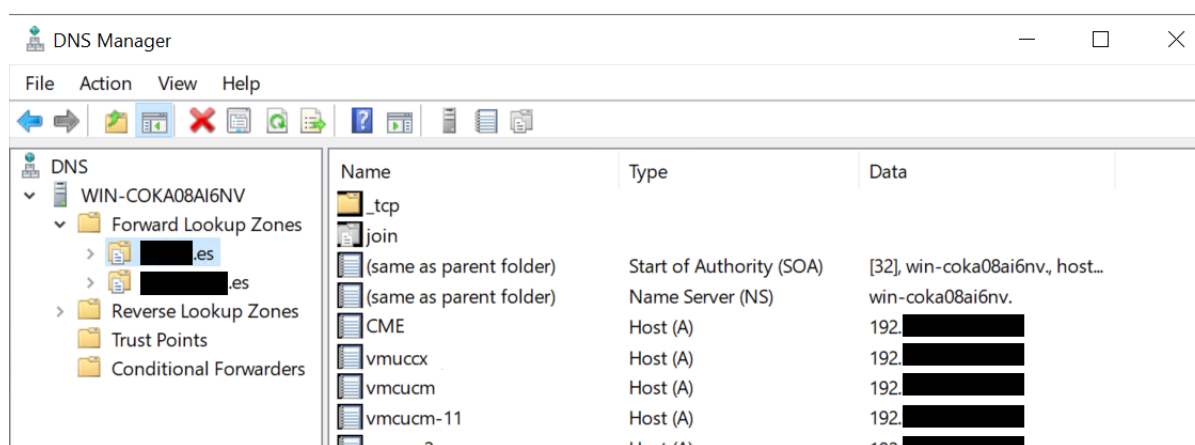 DNS Manager
File Action View Help
DNS
WIN-COKA08AI6NV
Forward Lookup Zones
.es
.es
Reverse Lookup Zones
Trust Points
Conditional Forwarders
Name Type Data
_tcp
join
(same as parent folder) Start of Authority (SOA) [32], win-coka08ai6nv., host...
(same as parent folder) Name Server (NS) win-coka08ai6nv.
CME Host (A) 192.
vmuccx Host (A) 192.
vmcucm Host (A) 192.
vmcucm-11 Host (A) 192.